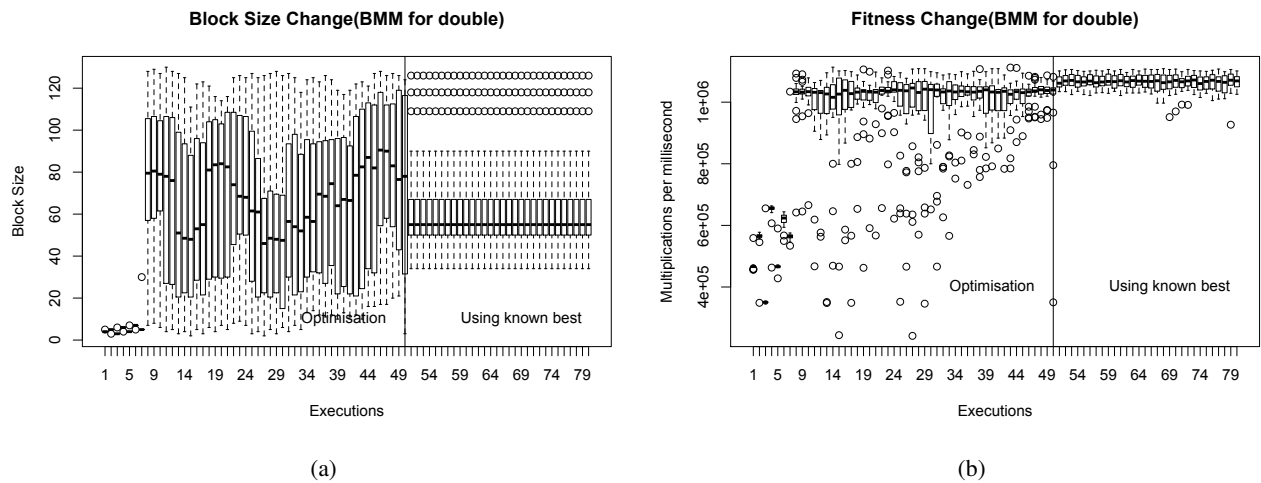 Block Size Change(BMM for double)
Block Size
0 20 40 60 80 100 120
Optimisation
Using known best
1 5 9 14 19 24 29 34 39 44 49 54 59 64 69 74 79
Executions
(a)
Fitness Change(BMM for double)
Multiplications per millisecond
4e+05 6e+05 8e+05 1e+06
Optimisation
Using known best
1 5 9 14 19 24 29 34 39 44 49 54 59 64 69 74 79
Executions
(b)